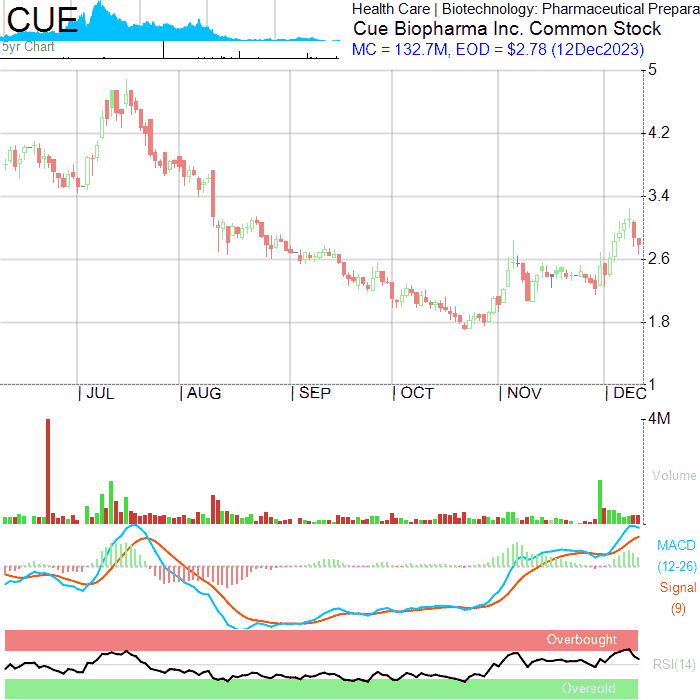 CUE
Health Care | Biotechnology: Pharmaceutical Prepara
Cue Biopharma Inc. Common Stock
5yr Chart
MC = 132.7M, EOD = $2.78 (12Dec2023)
5
4.2
3.4
2.6
1.8
1
JUL
AUG
SEP
OCT
NOV
DEC
4M
Volume
MACD
(12-26)
Signal
(9)
Overbought
RSI(14)
Oversold